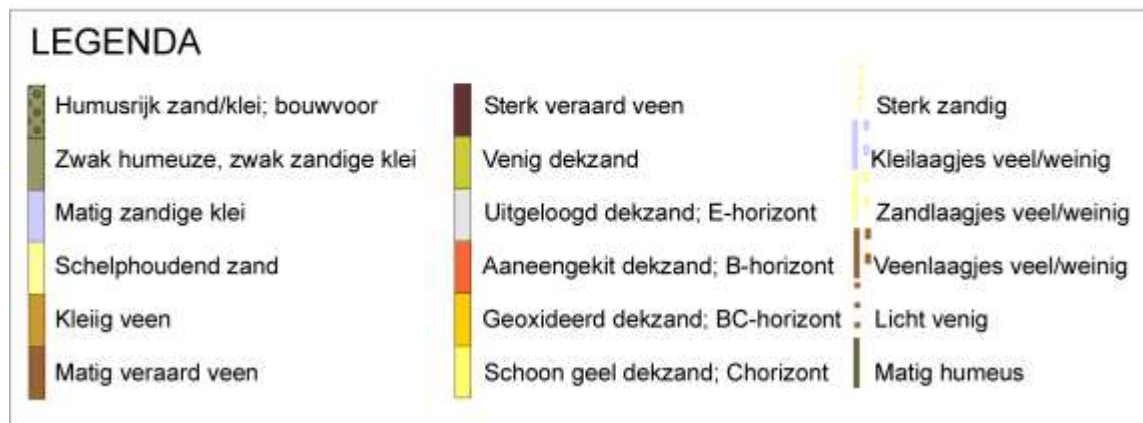 LEGENDA
Humusrijk zand/klei; bouwvoor
Zwak humeuze, zwak zandige klei
Matig zandige klei
Schelphoudend zand
Kleiig veen
Matig veraard veen
Sterk veraard veen
Venig dekzand
Uitgeloogd dekzand; E-horizont
Aaneengekit dekzand; B-horizont
Geoxideerd dekzand; BC-horizont
Schoon geel dekzand; Chorizont
Sterk zandig
Kleilaagjes veel/weinig
Zandlaagjes veel/weinig
Veenlaagjes veel/weinig
Licht venig
Matig humeus